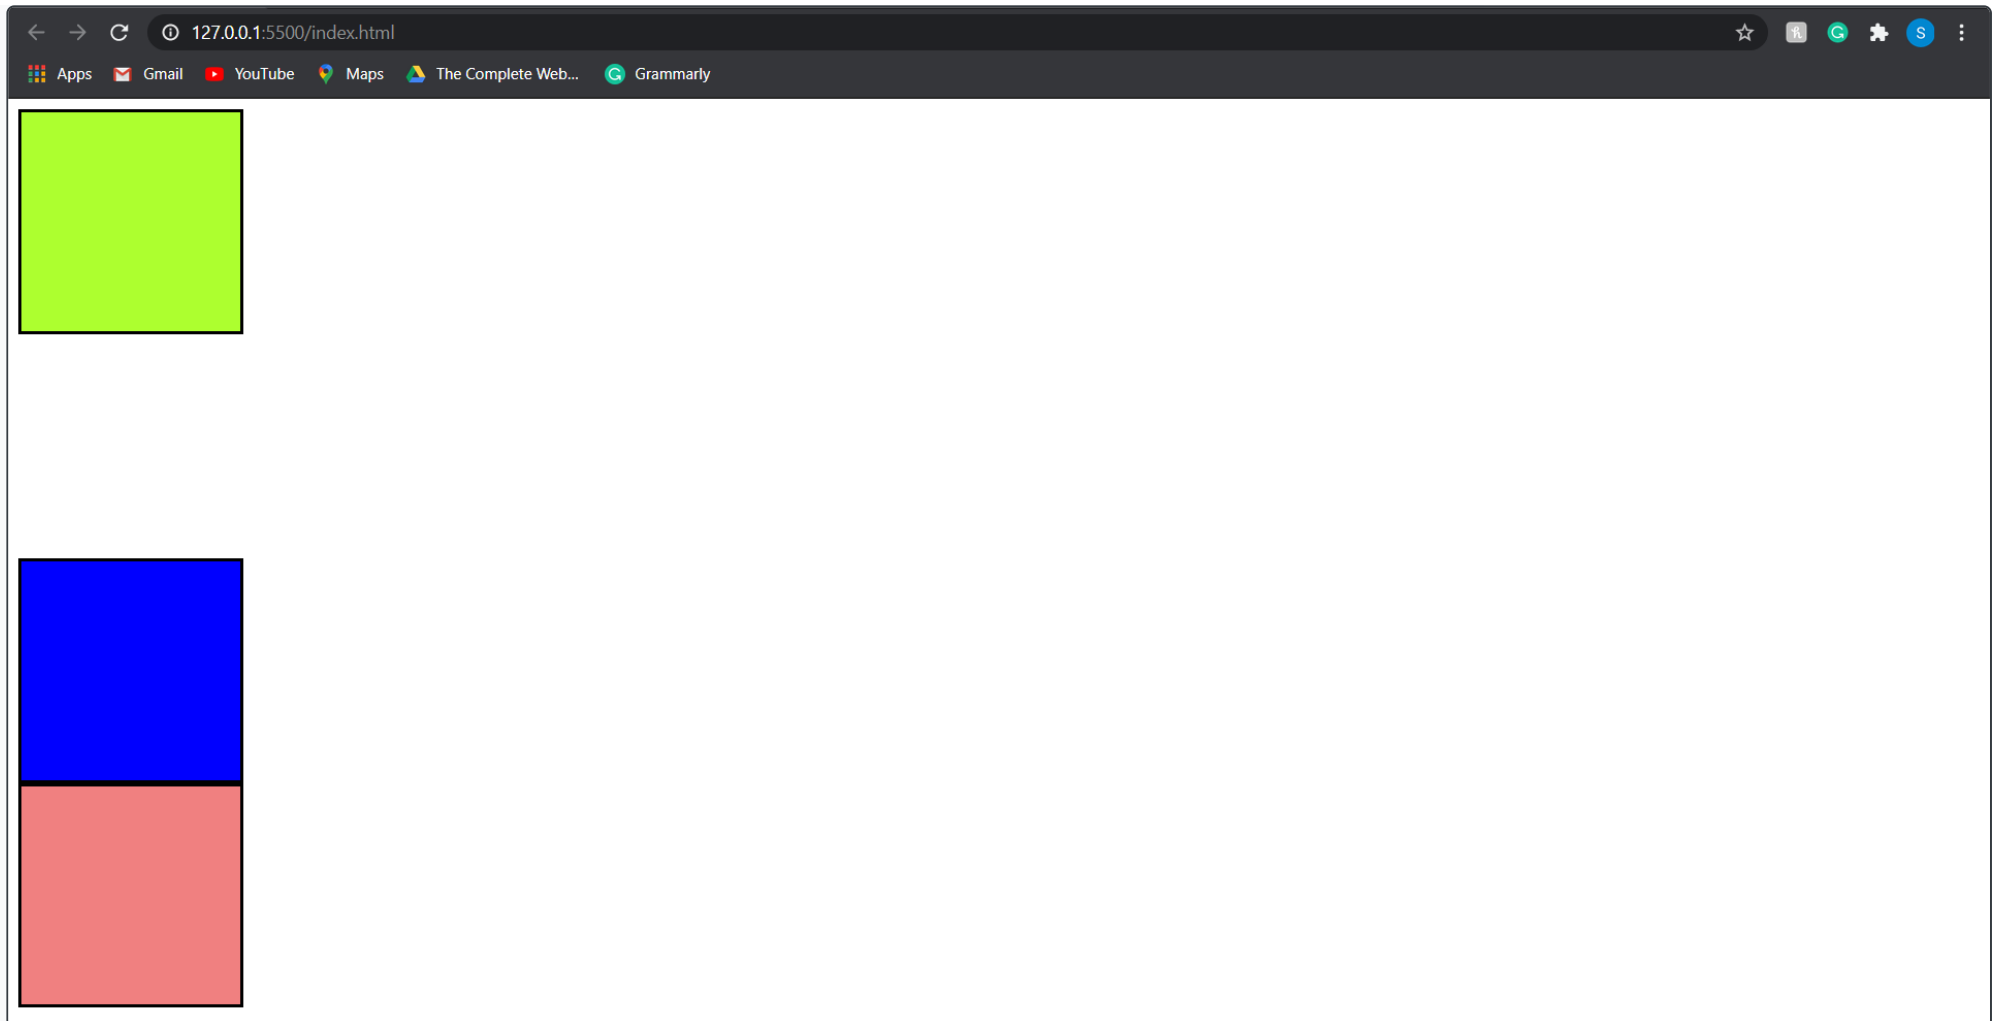 127.0.0.1:5500/index.html
S
Apps Gmail YouTube Maps The Complete Web... Grammarly